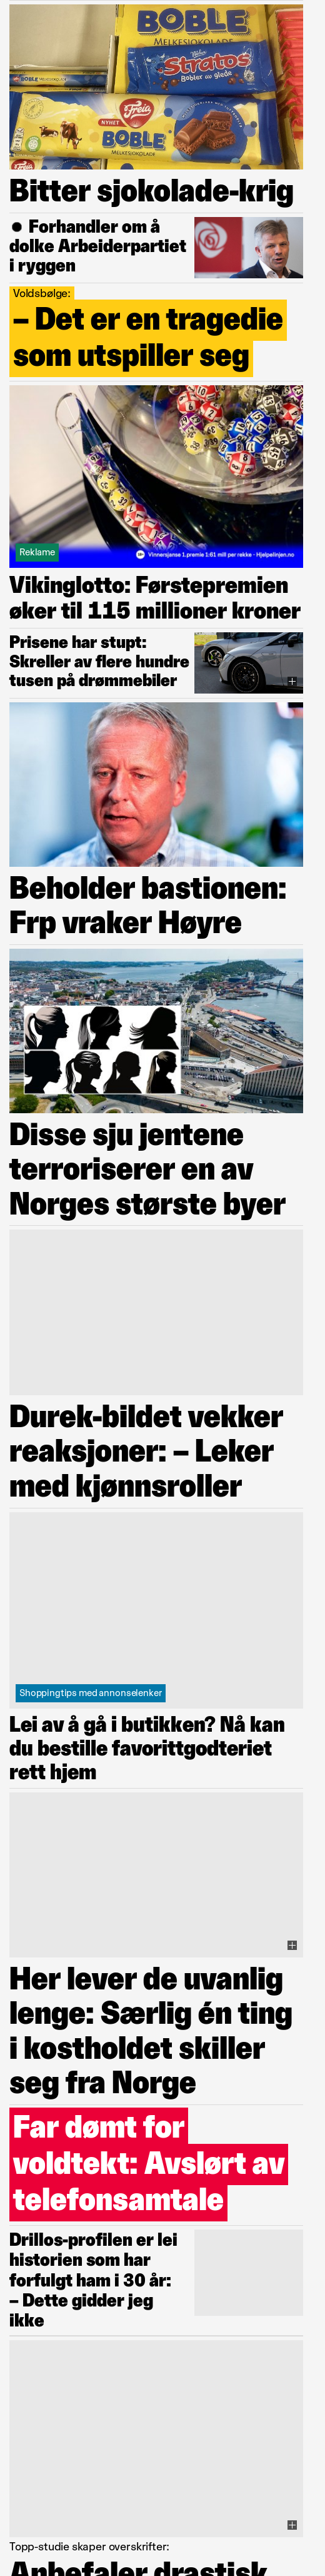 BOBLE
MELKESJOKOLADE
Stratos
Bobler av glede
BOBLE
Freia
NYHET
BOBLE
MELKESJOKOLADE
Bitter sjokolade-krig
Forhandler om å
dolke Arbeiderpartiet
i ryggen
Voldsbølge:
– Det er en tragedie
som utspiller seg
Reklame
Vinnersjanse 1.premie 1:61 mill per rekke - Hjelpelinjen.no
Vikinglotto: Førstepremien
øker til 115 millioner kroner
Prisene har stupt:
Skreller av flere hundre
tusen på drømmebiler
Beholder bastionen:
Frp vraker Høyre
Disse sju jentene
terroriserer en av
Norges største byer
Durek-bildet vekker
reaksjoner: – Leker
med kjønnsroller
Shoppingtips med annonselenker
Lei av å gå i butikken? Nå kan
du bestille favorittgodteriet
rett hjem
Her lever de uvanlig
lenge: Særlig én ting
i kostholdet skiller
seg fra Norge
Far dømt for
voldtekt: Avslørt av
telefonsamtale
Drillos-profilen er lei
historien som har
forfulgt ham i 30 år:
– Dette gidder jeg
ikke
Topp-studie skaper overskrifter:
Anbefaler drastisk